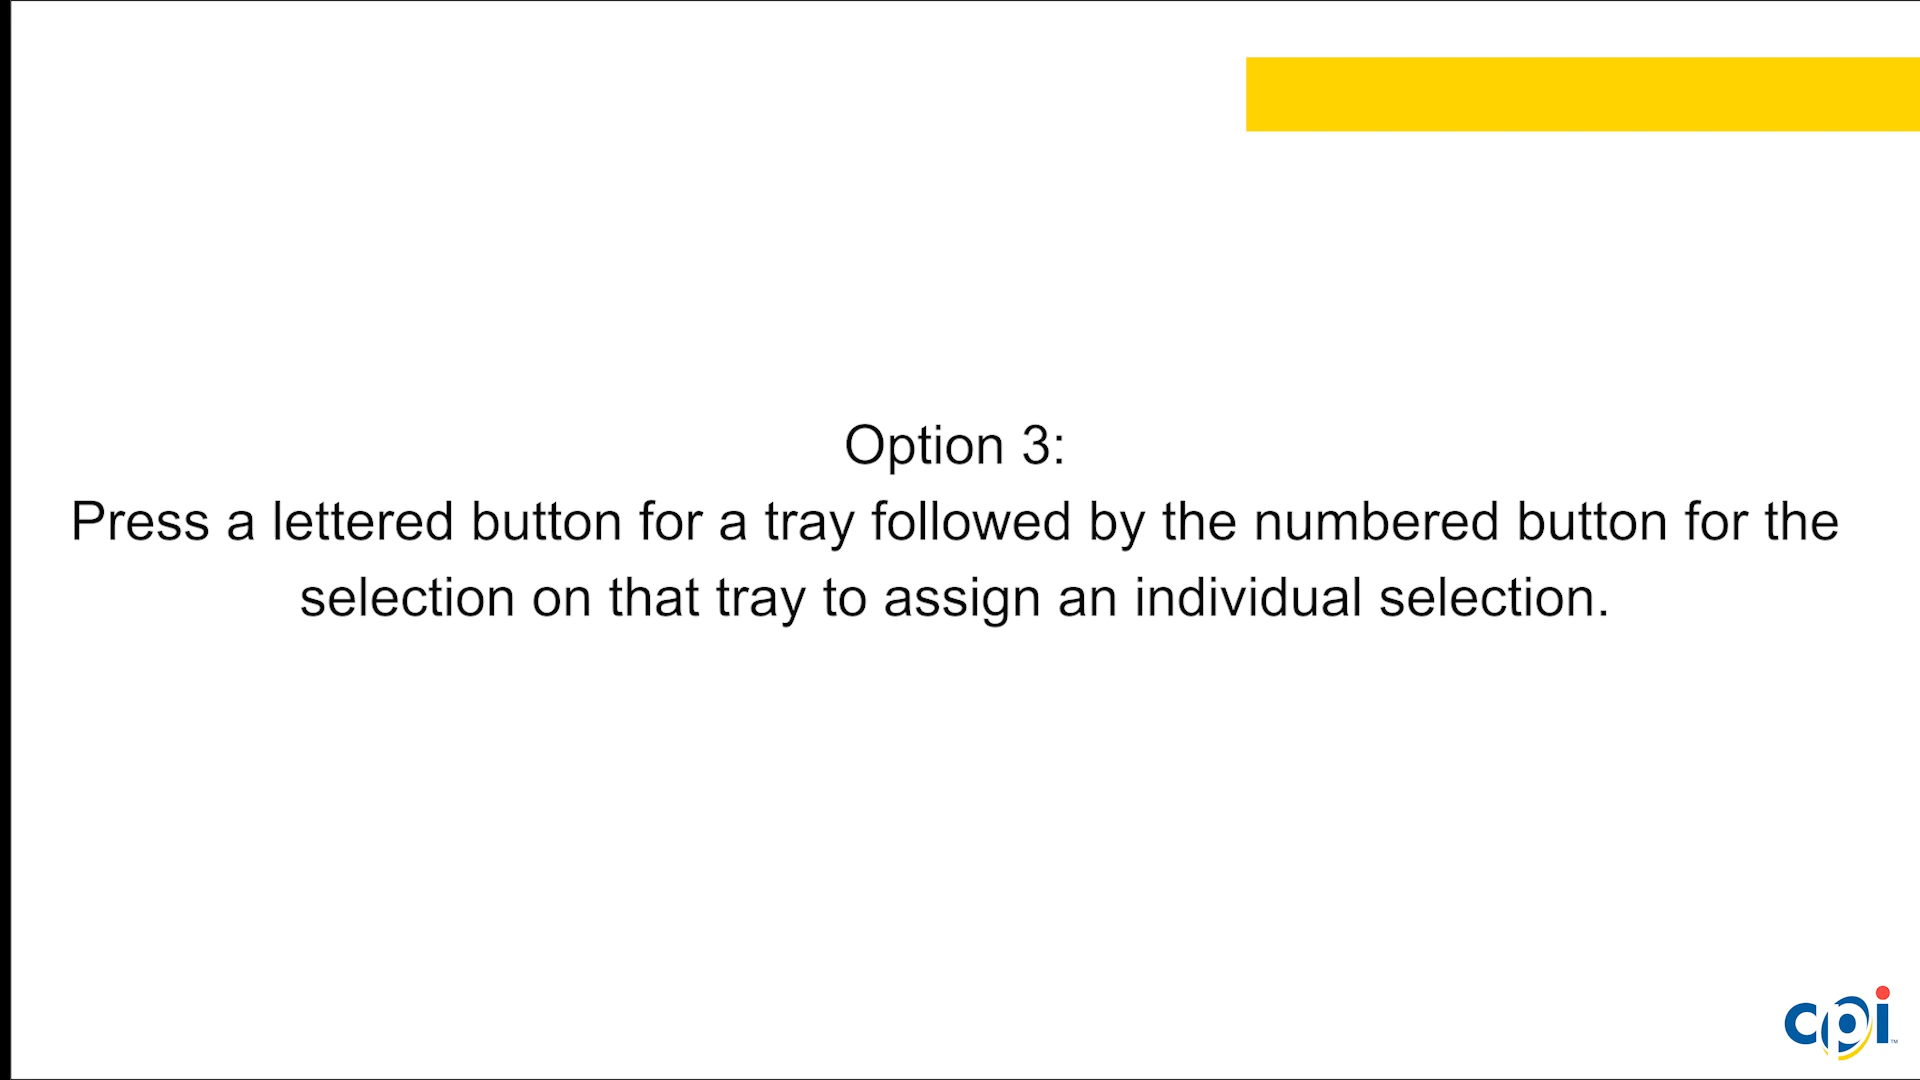 Option 3:
Press a lettered button for a tray followed by the numbered button for the
selection on that tray to assign an individual selection.
cpi™